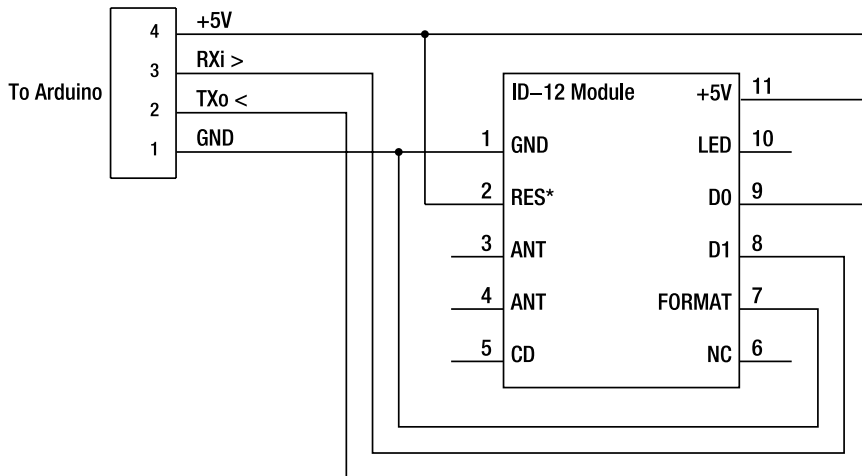 To Arduino
4 +5V
3 RXi >
2 TXo <
1 GND
ID–12 Module
+5V 11
1 GND
LED 10
2 RES*
D0 9
3 ANT
D1 8
4 ANT
FORMAT 7
5 CD
NC 6